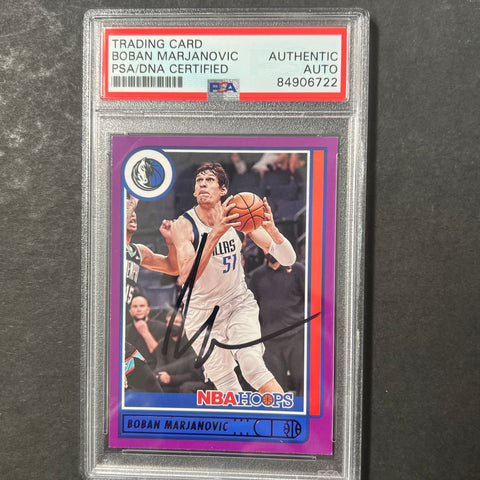 TRADING CARD
BOBAN MARJANOVIC
PSA/DNA CERTIFIED
AUTHENTIC
AUTO
84906722
PSA
DALLAS
51
NBA HOOPS
BOBAN MARJANOVIC